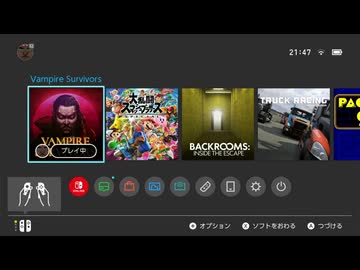 21:47
Vampire Survivors
VAMPIRE
プレイ中
大乱闘
スマッシュブラザーズ
BACKROOMS:
INSIDE THE ESCAPE
TRUCK RACING
PAC
オプション
ソフトをおわる
つづける